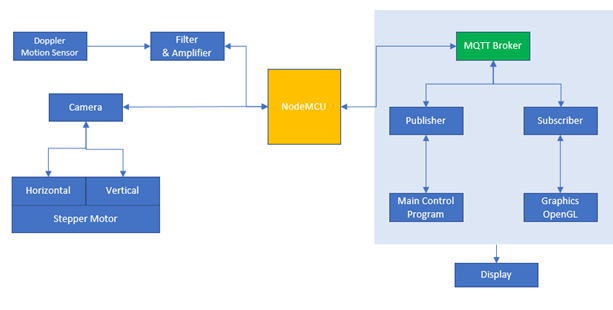 Doppler
Motion Sensor
Filter
& Amplifier
MQTT Broker
Camera
NodeMCU
Publisher
Subscriber
Horizontal
Vertical
Stepper Motor
Main Control
Program
Graphics
OpenGL
Display